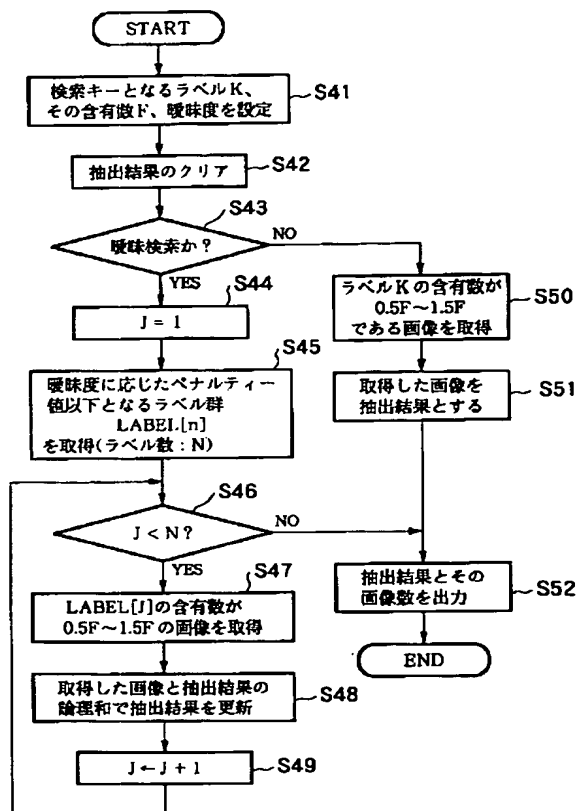 START
検索キーとなるラベルK、
その含有数F、曖昧度を設定
S41
抽出結果のクリア
S42
曖昧検索か?
S43
NO
YES
J = 1
S44
曖昧度に応じたペナルティー
値以下となるラベル群
LABEL[n]
を取得(ラベル数:N)
S45
J < N ?
S46
NO
YES
LABEL[J]の含有数が
0.5F~1.5Fの画像を取得
S47
取得した画像と抽出結果の
論理和で抽出結果を更新
S48
J ← J + 1
S49
ラベルKの含有数が
0.5F~1.5F
である画像を取得
S50
取得した画像を
抽出結果とする
S51
抽出結果とその
画像数を出力
S52
END